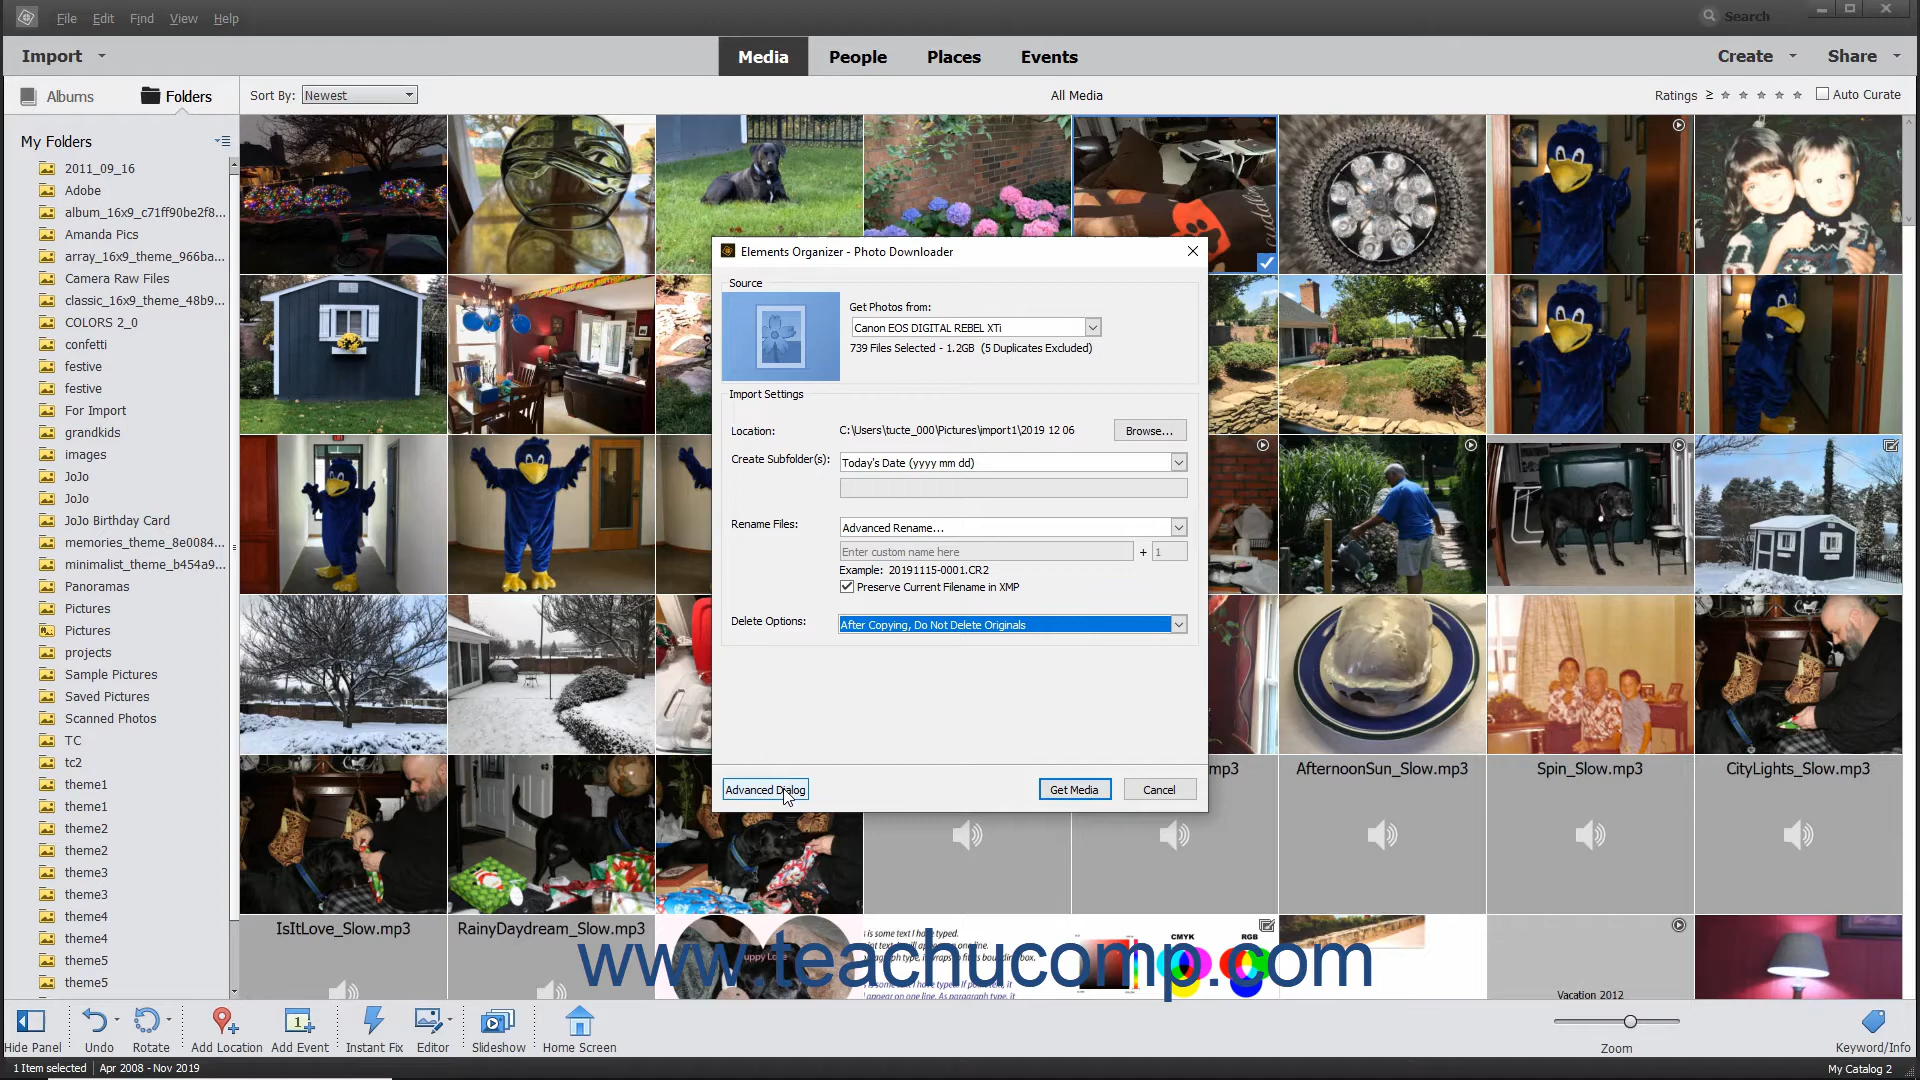 File Edit Find View Help
Search
Import
Media People Places Events
Create Share
Albums Folders
Sort By: Newest
All Media
Ratings ≥
Auto Curate
My Folders
2011_09_16
Adobe
album_16x9_c71ff90be2f8...
Amanda Pics
array_16x9_theme_966ba...
Camera Raw Files
classic_16x9_theme_48b9...
COLORS 2_0
confetti
festive
festive
For Import
grandkids
images
JoJo
JoJo
JoJo Birthday Card
memories_theme_8e0084...
minimalist_theme_b454a9...
Panoramas
Pictures
Pictures
projects
Sample Pictures
Saved Pictures
Scanned Photos
TC
tc2
theme1
theme1
theme2
theme2
theme3
theme3
theme4
theme4
theme5
theme5
Elements Organizer - Photo Downloader
Source
Get Photos from:
Canon EOS DIGITAL REBEL XTi
739 Files Selected - 1.2GB (5 Duplicates Excluded)
Import Settings
Location: C:\Users\tucte_000\Pictures\import1\2019 12 06 Browse...
Create Subfolder(s): Today's Date (yyyy mm dd)
Rename Files: Advanced Rename...
Enter custom name here + 1
Example: 20191115-0001.CR2
Preserve Current Filename in XMP
Delete Options: After Copying, Do Not Delete Originals
Advanced Dialog Get Media Cancel
mp3
AfternoonSun_Slow.mp3
Spin_Slow.mp3
CityLights_Slow.mp3
IsItLove_Slow.mp3
RainyDaydream_Slow.mp3
uppy Love
is is some text I have typed.
CMYK RGB
www.teachucomp.com
Vacation 2012
Hide Panel Undo Rotate Add Location Add Event Instant Fix Editor Slideshow Home Screen
Zoom
Keyword/Info
1 Item selected Apr 2008 - Nov 2019
My Catalog 2